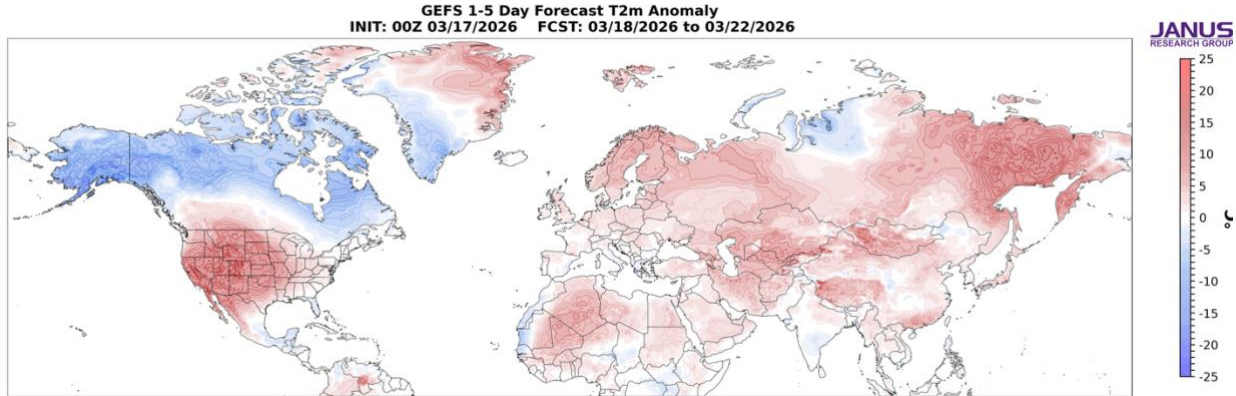 GEFS 1-5 Day Forecast T2m Anomaly
INIT: 00Z 03/17/2026 FCST: 03/18/2026 to 03/22/2026
JANUS
RESEARCH GROUP
25
20
15
10
5
0
-5
-10
-15
-20
-25
°C